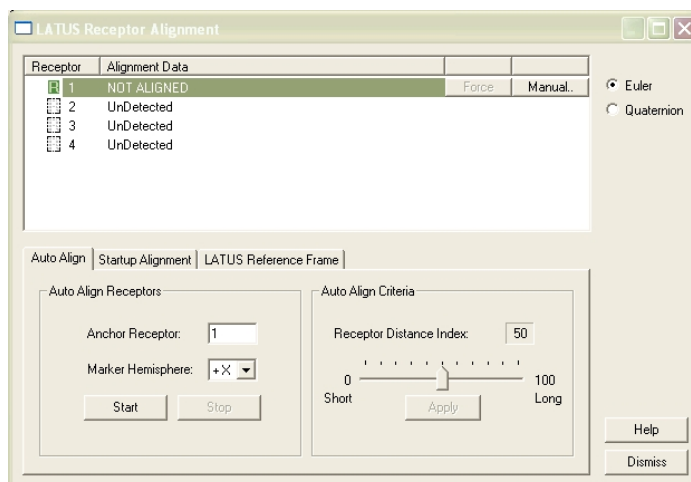 LATUS Receptor Alignment
Receptor Alignment Data
R 1 NOT ALIGNED Force Manual..
2 UnDetected
3 UnDetected
4 UnDetected
Euler
Quaternion
Auto Align Startup Alignment LATUS Reference Frame
Auto Align Receptors
Anchor Receptor: 1
Marker Hemisphere: +X
Start Stop
Auto Align Criteria
Receptor Distance Index: 50
0 100
Short Long
Apply
Help
Dismiss